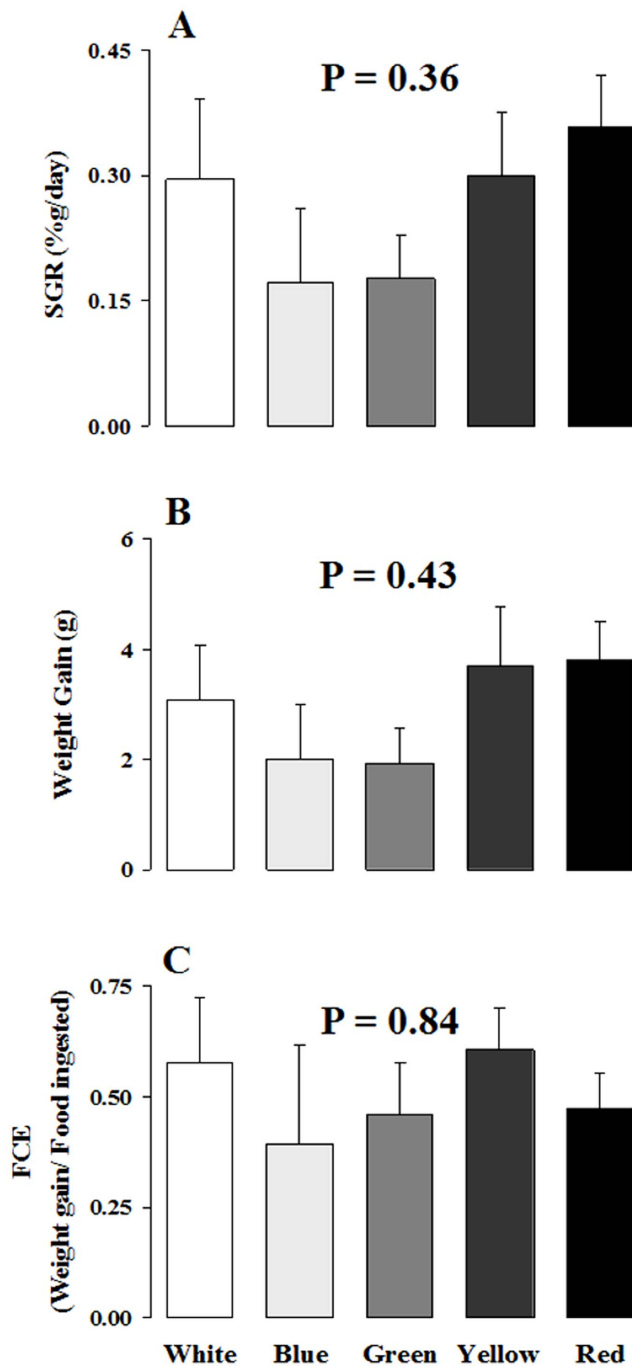 A
P = 0.36
0.45
0.30
0.15
0.00
SGR (%g/day)
B
P = 0.43
6
4
2
0
Weight Gain (g)
C
P = 0.84
0.75
0.50
0.25
0.00
FCE
(Weight gain/ Food ingested)
White Blue Green Yellow Red